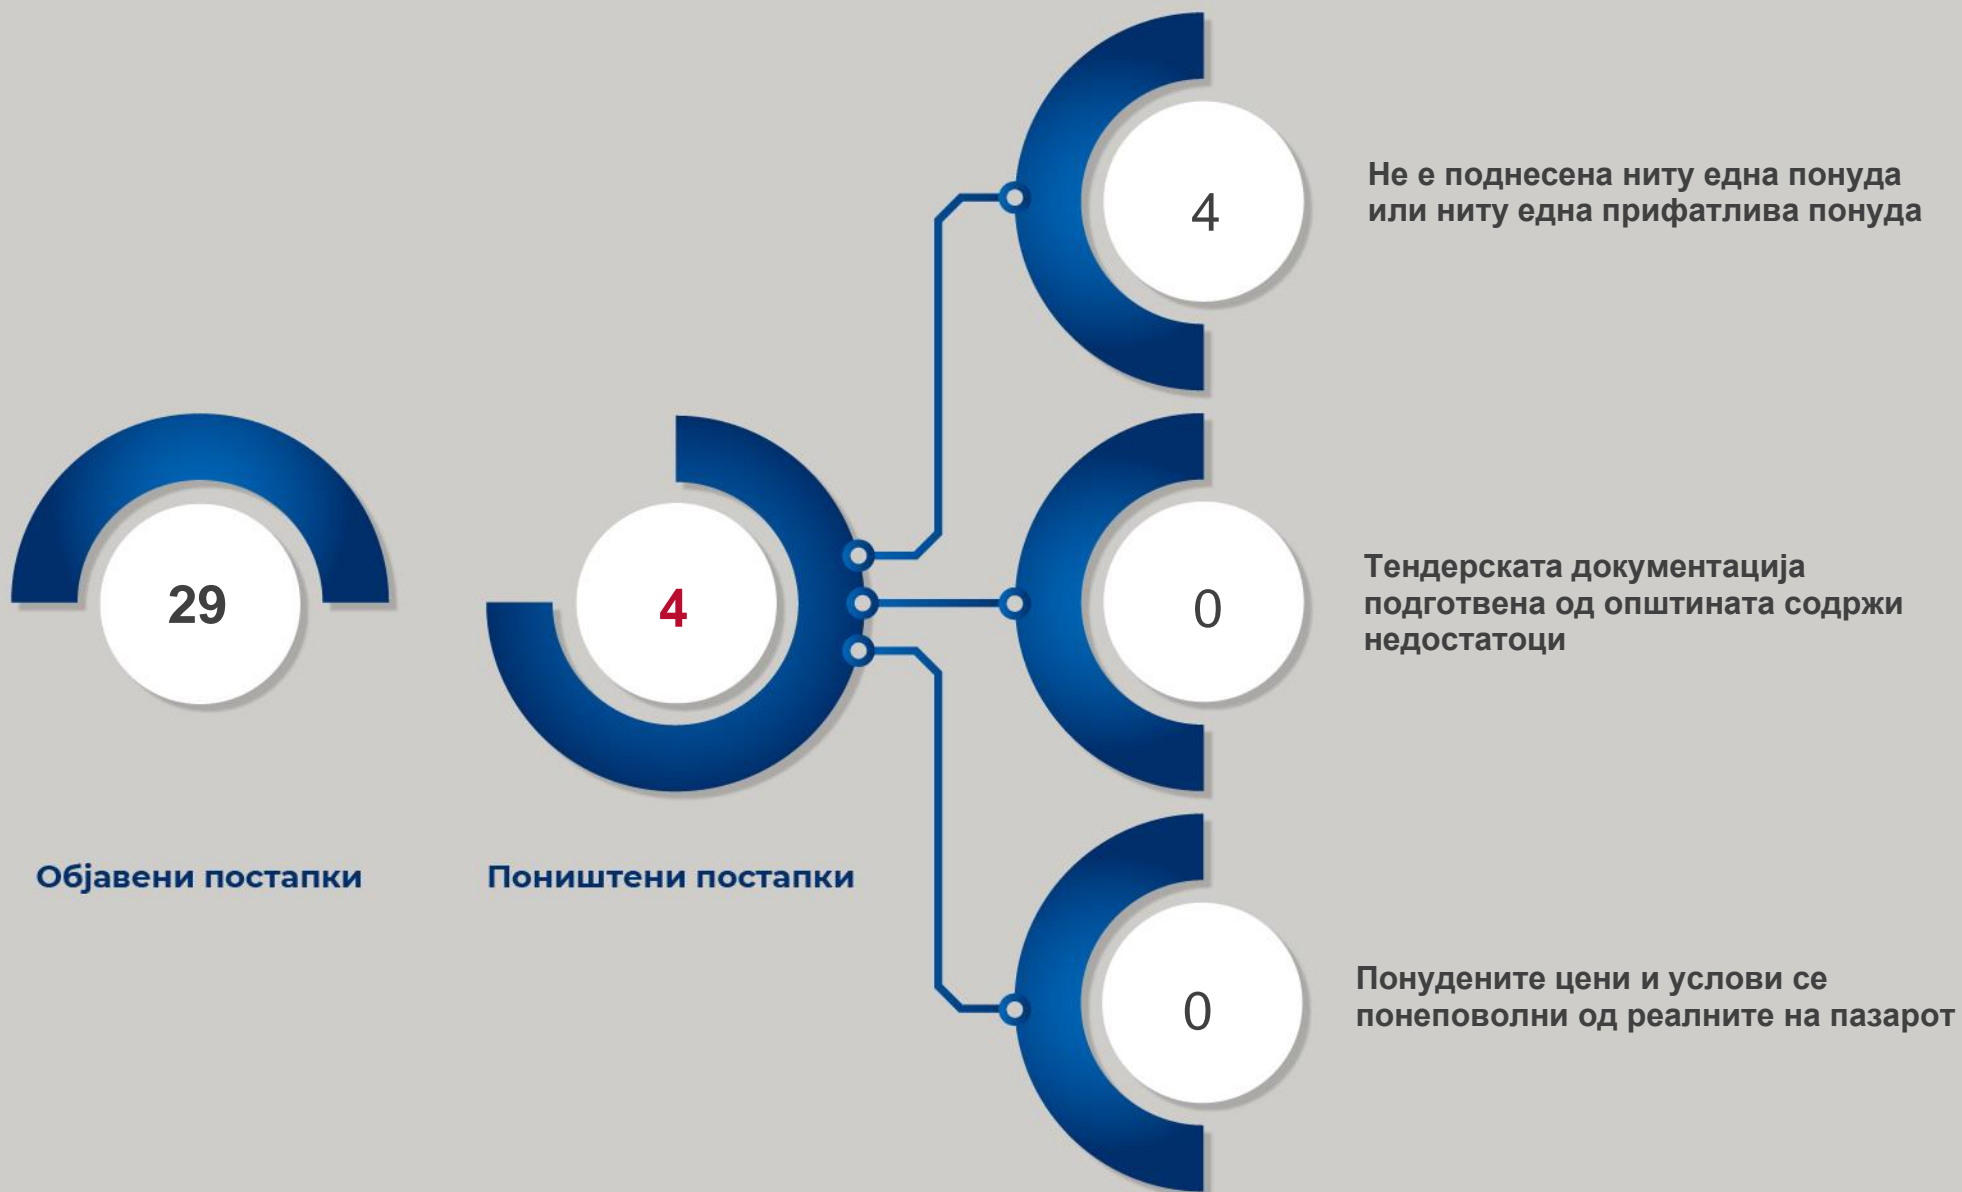 29
Објавени постапки
4
Поништени постапки
4
Не е поднесена ниту една понуда
или ниту една прифатлива понуда
0
Тендерската документација
подготвена од општината содржи
недостатоци
0
Понудените цени и услови се
понеповолни од реалните на пазарот